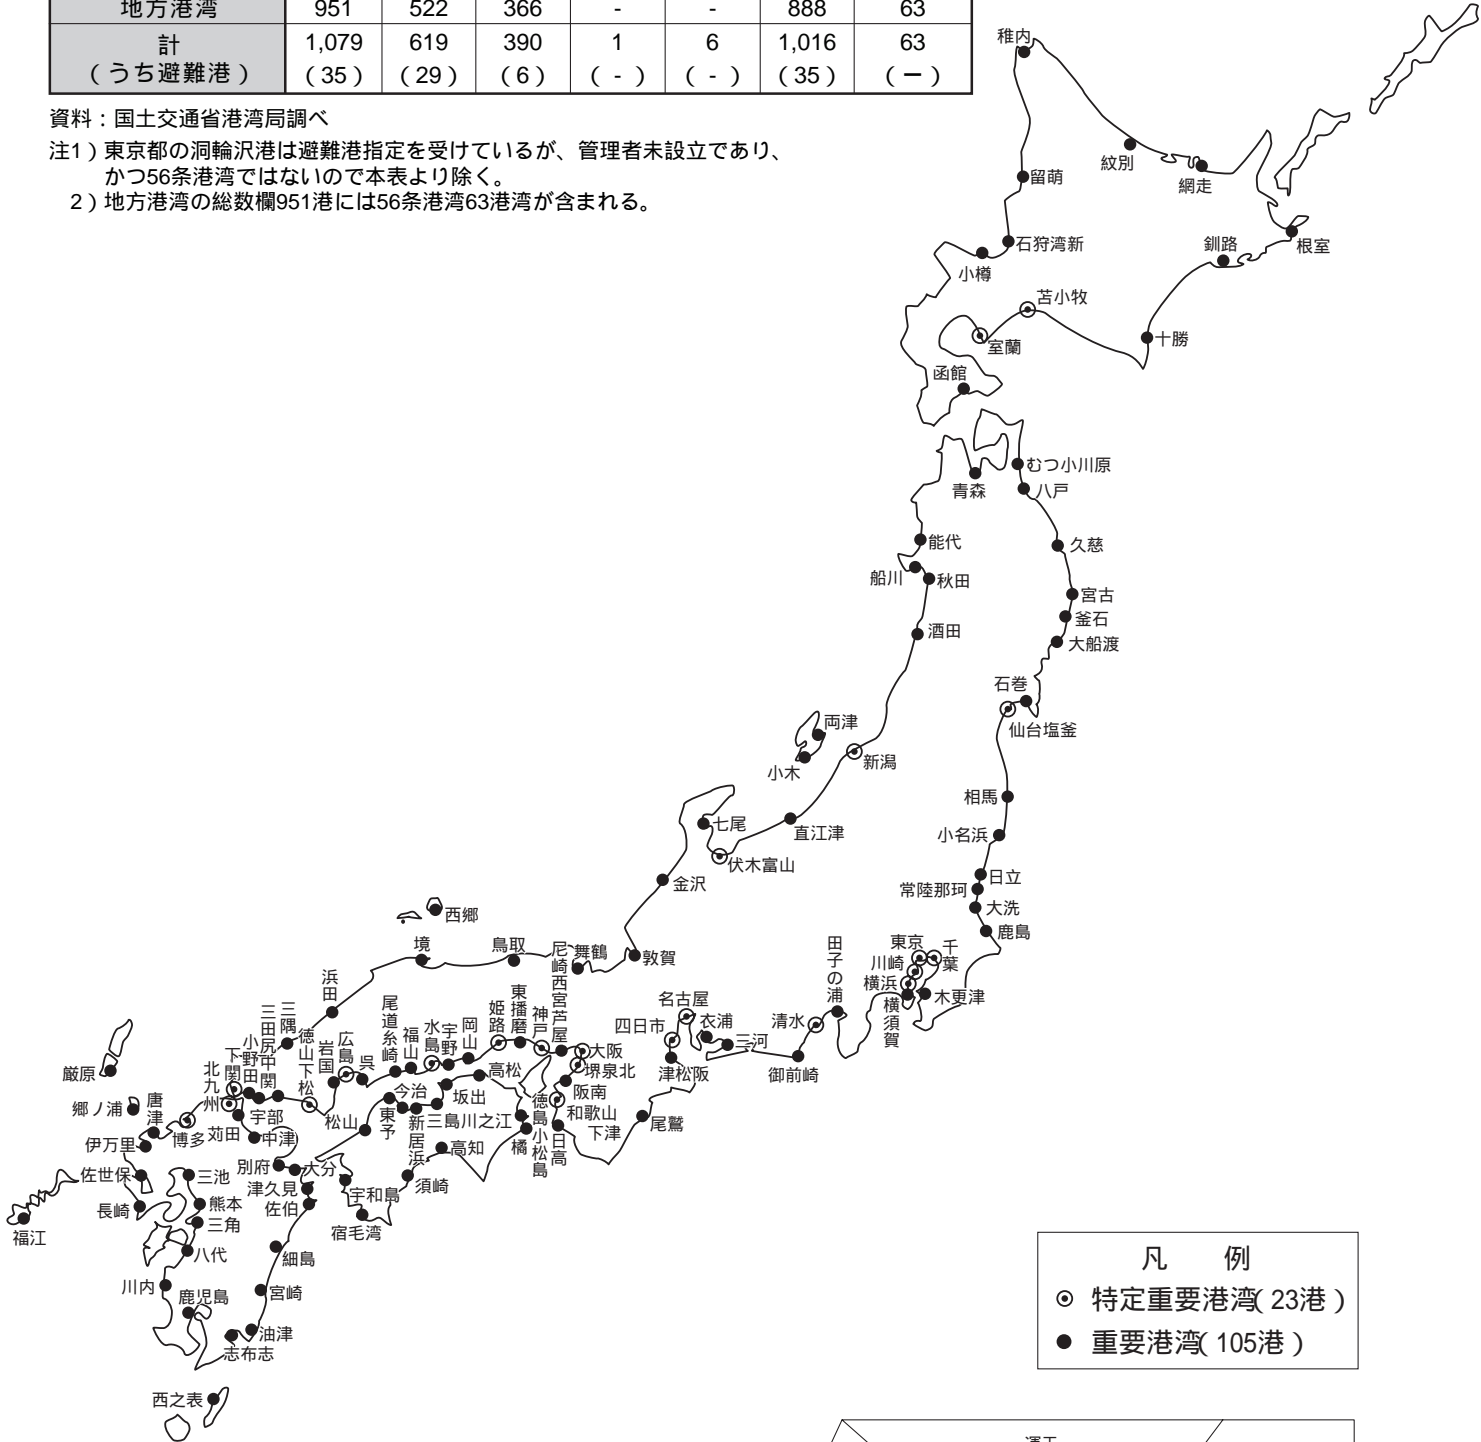 地方港湾 951 522 366 - - 888 63
計 1,079 619 390 1 6 1,016 63
（うち避難港） （35） （29） （6） （-） （-） （35） （ー）
資料：国土交通省港湾局調べ
注1）東京都の洞輪沢港は避難港指定を受けているが、管理者未設立であり、
かつ56条港湾ではないので本表より除く。
2）地方港湾の総数欄951港には56条港湾63港湾が含まれる。
稚内
紋別
網走
留萌
根室
釧路
石狩湾新
小樽
苫小牧
室蘭
十勝
函館
むつ小川原
青森
八戸
能代
久慈
船川
秋田
宮古
釜石
酒田
大船渡
石巻
仙台塩釜
両津
小木
新潟
相馬
七尾
直江津
小名浜
伏木富山
日立
金沢
常陸那珂
大洗
西郷
鹿島
境
鳥取
尼崎西宮芦屋
舞鶴
敦賀
田子の浦
東京
千葉
川崎
横浜
木更津
横須賀
浜田
三隅
三田尻中関
小野田
下関
北九州
徳山下松
岩国
広島
呉
尾道糸崎
福山
水島
宇野
岡山
姫路
東播磨
神戸
大阪
堺泉北
阪南
和歌山
下津
日高
名古屋
四日市
衣浦
三河
清水
御前崎
津松阪
尾鷲
厳原
郷ノ浦
唐津
博多
苅田
宇部
中津
松山
今治
東予
新居浜
三島川之江
坂出
高松
徳島小松島
橘
高知
須崎
伊万里
佐世保
三池
別府
大分
津久見
佐伯
宇和島
宿毛湾
長崎
熊本
三角
福江
八代
細島
川内
宮崎
鹿児島
油津
志布志
西之表
凡 例
特定重要港湾（23港）
重要港湾（105港）